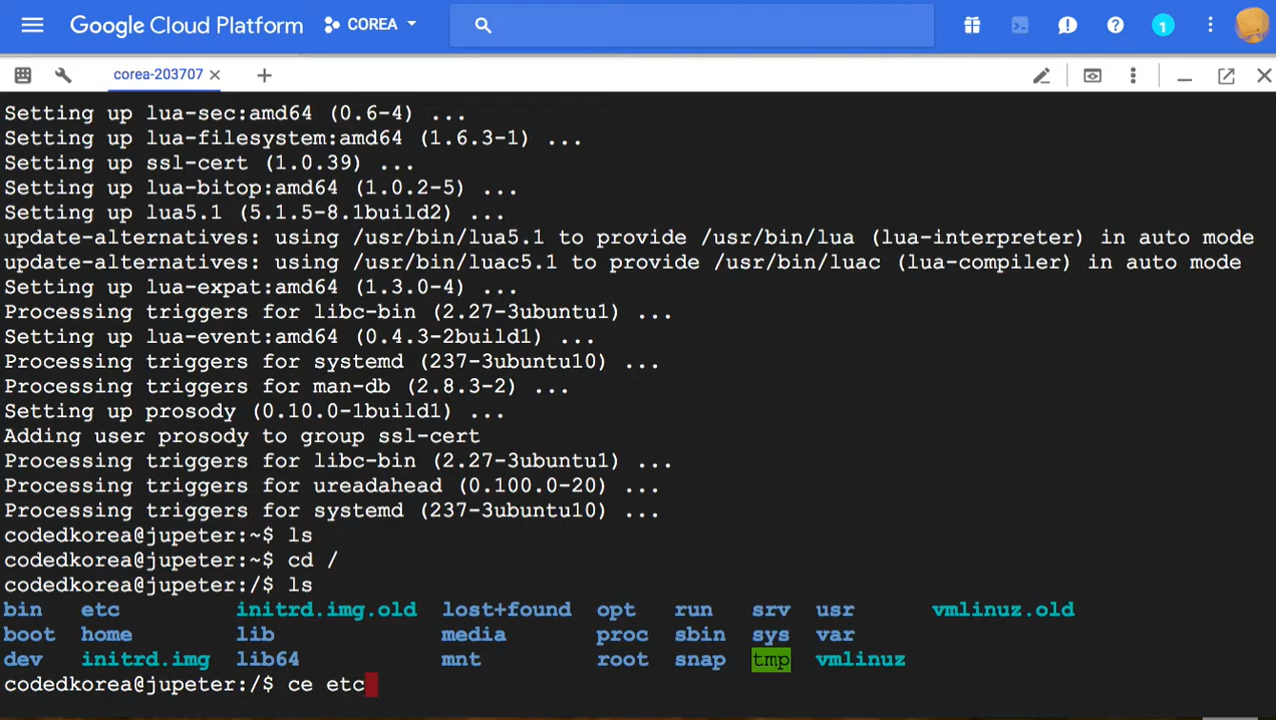 Google Cloud Platform COREA 1
corea-203707
Setting up lua-sec:amd64 (0.6-4) ...
Setting up lua-filesystem:amd64 (1.6.3-1) ...
Setting up ssl-cert (1.0.39) ...
Setting up lua-bitop:amd64 (1.0.2-5) ...
Setting up lua5.1 (5.1.5-8.1build2) ...
update-alternatives: using /usr/bin/lua5.1 to provide /usr/bin/lua (lua-interpreter) in auto mode
update-alternatives: using /usr/bin/luac5.1 to provide /usr/bin/luac (lua-compiler) in auto mode
Setting up lua-expat:amd64 (1.3.0-4) ...
Processing triggers for libc-bin (2.27-3ubuntu1) ...
Setting up lua-event:amd64 (0.4.3-2build1) ...
Processing triggers for systemd (237-3ubuntu10) ...
Processing triggers for man-db (2.8.3-2) ...
Setting up prosody (0.10.0-1build1) ...
Adding user prosody to group ssl-cert
Processing triggers for libc-bin (2.27-3ubuntu1) ...
Processing triggers for ureadahead (0.100.0-20) ...
Processing triggers for systemd (237-3ubuntu10) ...
codedkorea@jupeter:~$ ls
codedkorea@jupeter:~$ cd /
codedkorea@jupeter:/$ ls
bin etc initrd.img.old lost+found opt run srv usr vmlinuz.old
boot home lib media proc sbin sys var
dev initrd.img lib64 mnt root snap tmp vmlinuz
codedkorea@jupeter:/$ ce etc